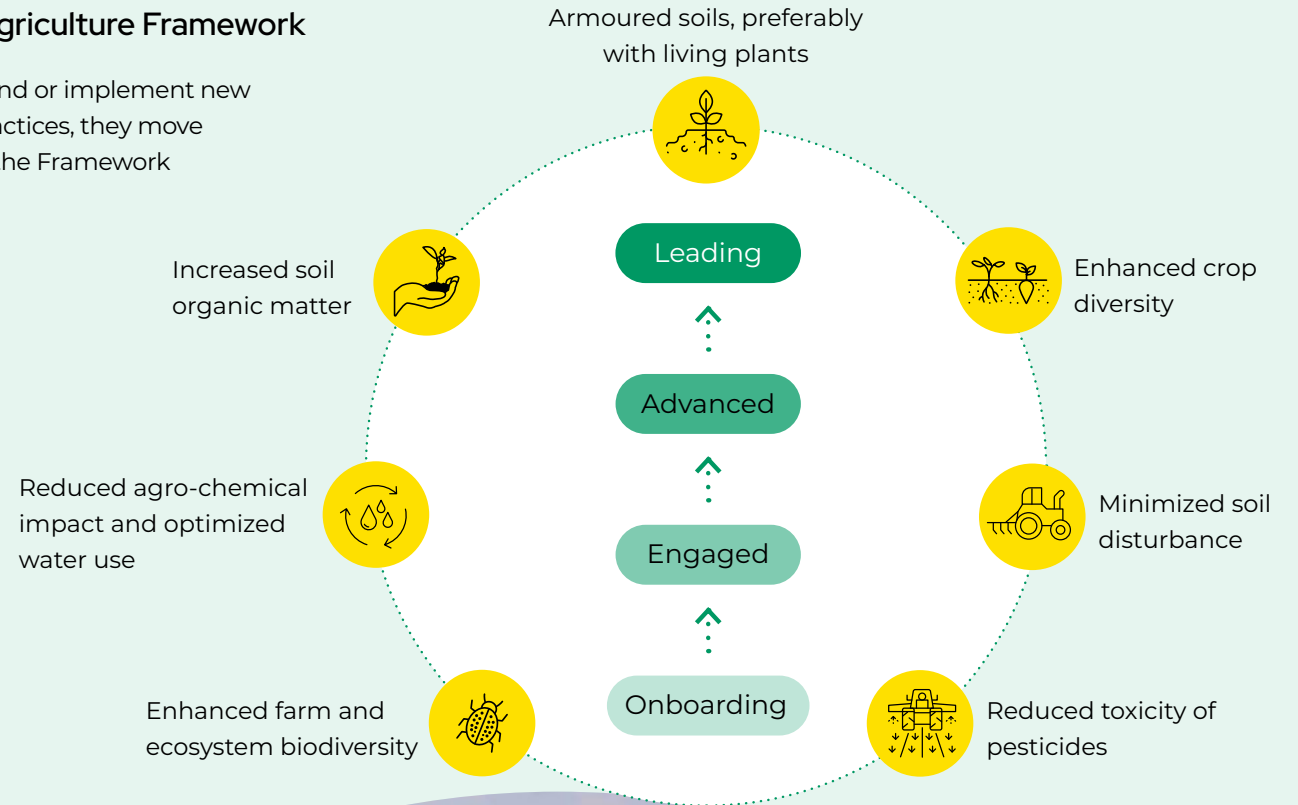 griculture Framework
nd or implement new
actices, they move
the Framework
Armoured soils, preferably
with living plants
Increased soil
organic matter
Leading
Enhanced crop
diversity
Advanced
Reduced agro-chemical
impact and optimized
water use
Engaged
Minimized soil
disturbance
Enhanced farm and
ecosystem biodiversity
Onboarding
Reduced toxicity of
pesticides